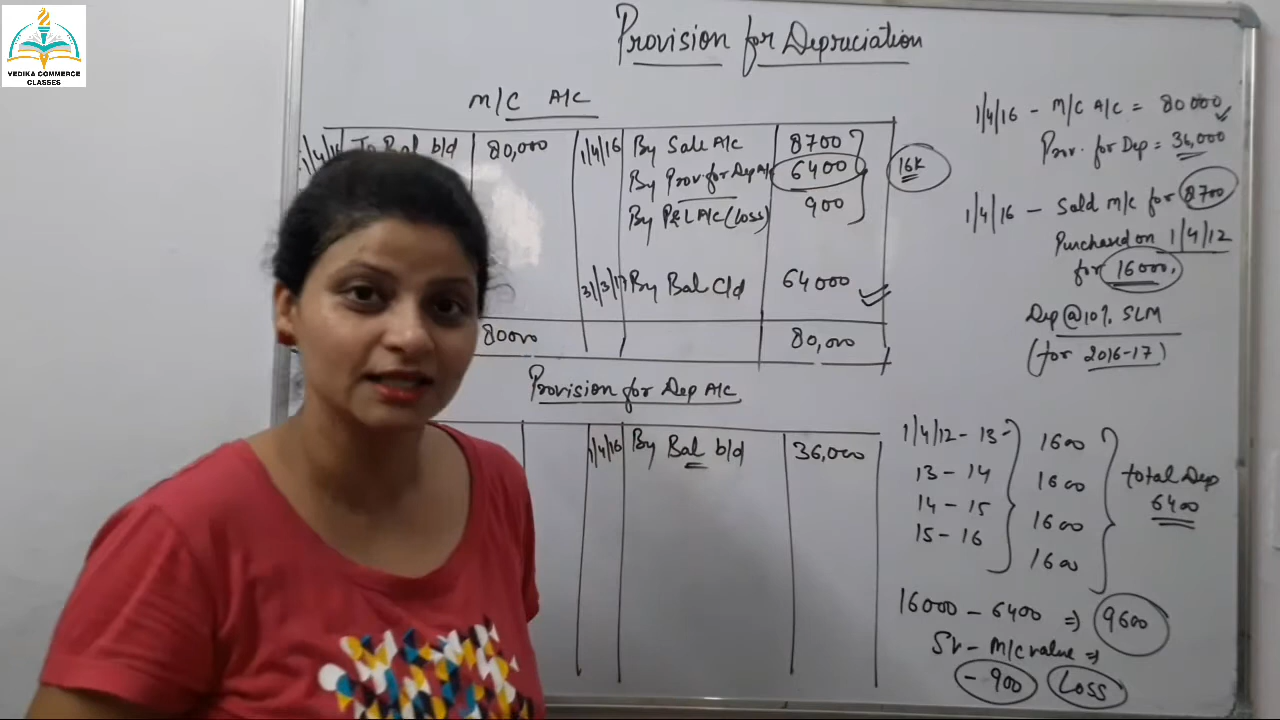 VEDIKA COMMERCE
CLASSES
Provision for Depreciation
M/C A/C
To Bal b/d 80,000 1/4/16 By Sale A/c 8700
By Prov. for Dep A/c 6400 16K
By P&L A/C (Loss) 900
31/3/17 By Bal C/d 64000
80000 80,000
Provision for Dep A/C
1/4/16 By Bal b/d 36,000
1/4/16 - M/C A/C = 80000
Prov. for Dep = 36,000
1/4/16 - Sold m/c for 8700
Purchased on 1/4/12
for 16000.
Dep @ 10% SLM
(for 2016-17)
1/4/12 - 13 - 1600
13 - 14 1600
14 - 15 1600
15 - 16 1600
total Dep
6400
16000 - 6400 => 9600
Sv - M/C value =>
- 900 Loss